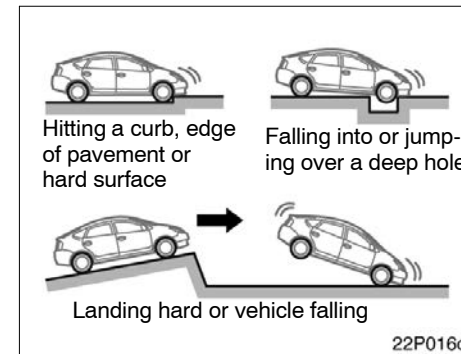 Hitting a curb, edge
of pavement or
hard surface
Falling into or jump-
ing over a deep hole
Landing hard or vehicle falling
22P016c